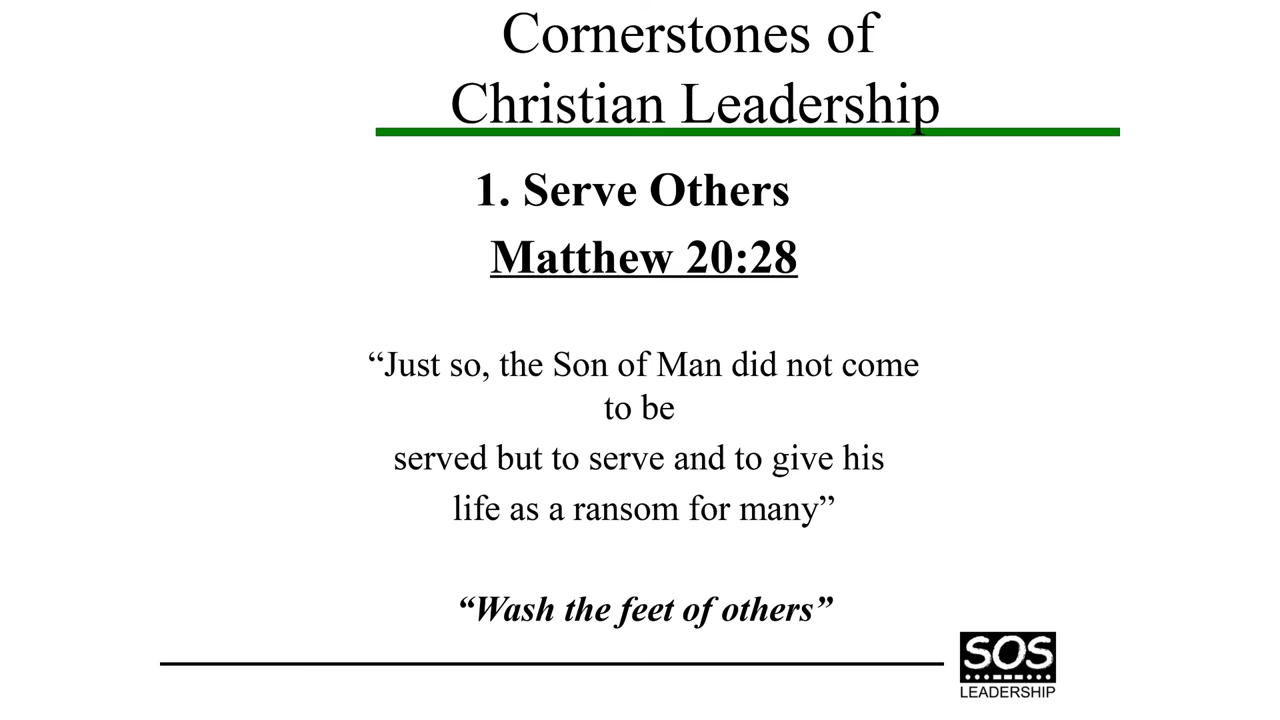 Cornerstones of
Christian Leadership
1. Serve Others
Matthew 20:28
“Just so, the Son of Man did not come
to be
served but to serve and to give his
life as a ransom for many”
“Wash the feet of others”
SOS
LEADERSHIP